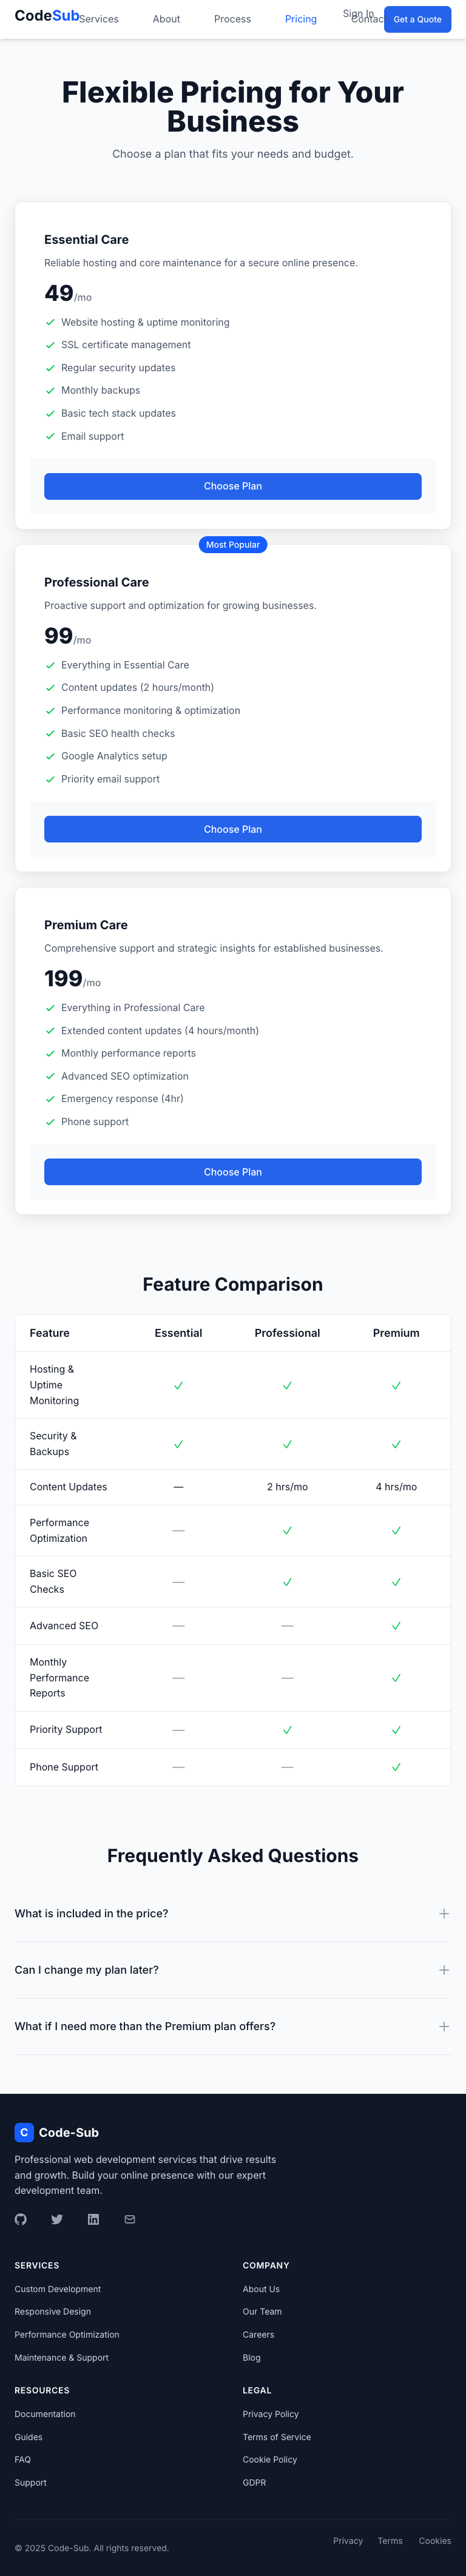 CodeSub
Services About Process Pricing Contact Sign In Get a Quote
Flexible Pricing for Your
Business
Choose a plan that fits your needs and budget.
Essential Care
Reliable hosting and core maintenance for a secure online presence.
49/mo
Website hosting & uptime monitoring
SSL certificate management
Regular security updates
Monthly backups
Basic tech stack updates
Email support
Choose Plan
Most Popular
Professional Care
Proactive support and optimization for growing businesses.
99/mo
Everything in Essential Care
Content updates (2 hours/month)
Performance monitoring & optimization
Basic SEO health checks
Google Analytics setup
Priority email support
Choose Plan
Premium Care
Comprehensive support and strategic insights for established businesses.
199/mo
Everything in Professional Care
Extended content updates (4 hours/month)
Monthly performance reports
Advanced SEO optimization
Emergency response (4hr)
Phone support
Choose Plan
Feature Comparison
Feature Essential Professional Premium
Hosting &
Uptime
Monitoring
✓ ✓ ✓
Security &
Backups
✓ ✓ ✓
Content Updates — 2 hrs/mo 4 hrs/mo
Performance
Optimization
— ✓ ✓
Basic SEO
Checks
— ✓ ✓
Advanced SEO — — ✓
Monthly
Performance
Reports
— — ✓
Priority Support — ✓ ✓
Phone Support — — ✓
Frequently Asked Questions
What is included in the price?
Can I change my plan later?
What if I need more than the Premium plan offers?
C Code-Sub
Professional web development services that drive results
and growth. Build your online presence with our expert
development team.
SERVICES
Custom Development
Responsive Design
Performance Optimization
Maintenance & Support
COMPANY
About Us
Our Team
Careers
Blog
RESOURCES
Documentation
Guides
FAQ
Support
LEGAL
Privacy Policy
Terms of Service
Cookie Policy
GDPR
© 2025 Code-Sub. All rights reserved.
Privacy Terms Cookies